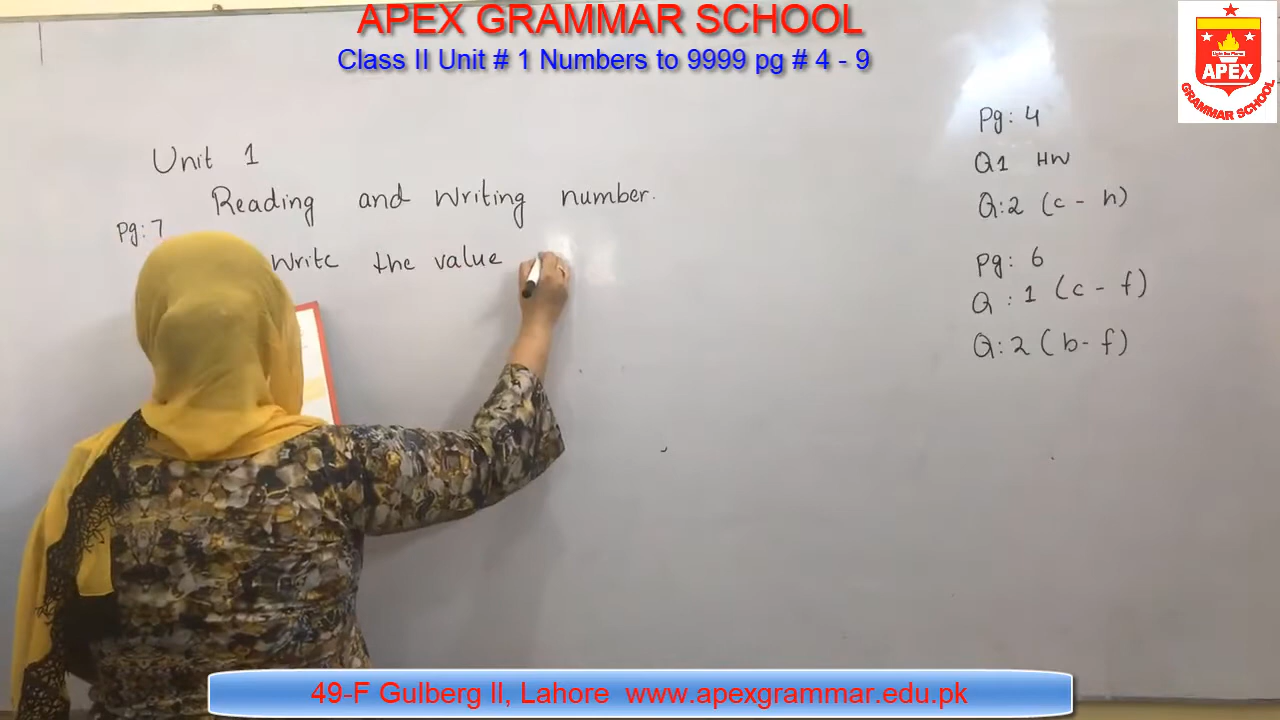 APEX GRAMMAR SCHOOL
Class II Unit # 1 Numbers to 9999 pg # 4 - 9
APEX
GRAMMAR SCHOOL
Unit 1
Reading and Writing number.
Pg: 7
Write the value
Pg: 4
Q1 HW
Q:2 (c - h)
Pg: 6
Q : 1 (c - f)
Q:2 (b - f)
49-F Gulberg II, Lahore www.apexgrammar.edu.pk